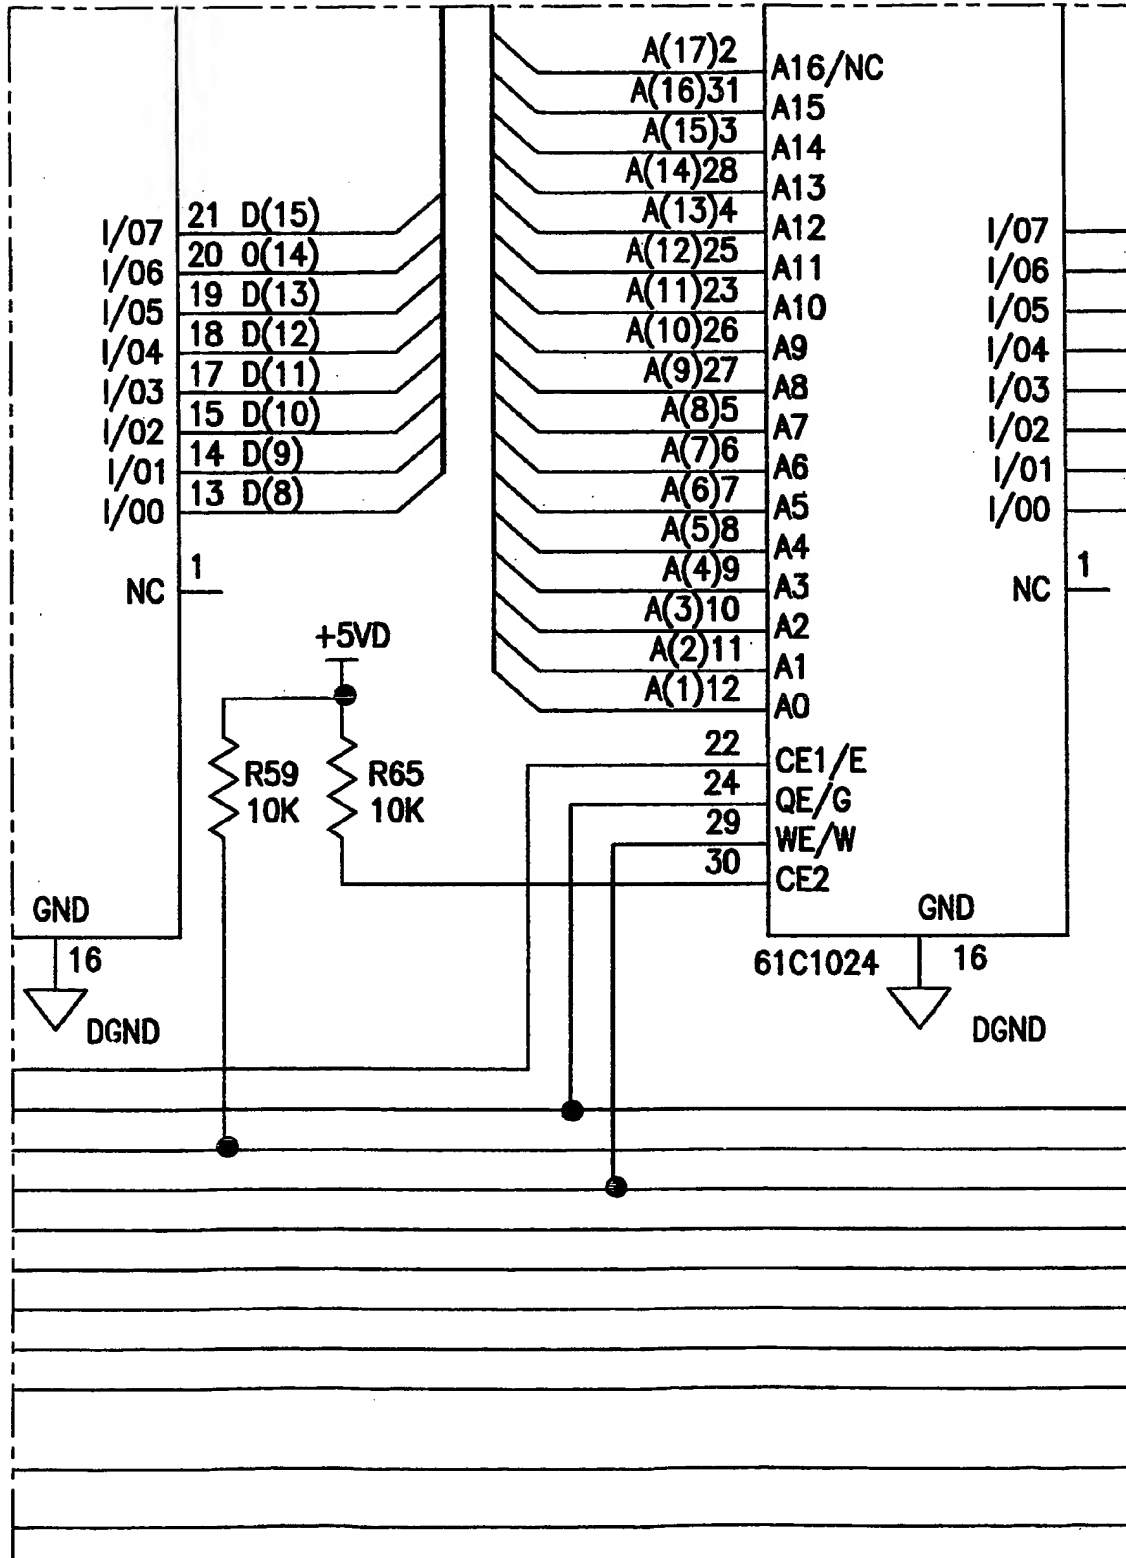 A(17)2 A16/NC
A(16)31 A15
A(15)3 A14
A(14)28 A13
I/07 21 D(15) A(13)4 A12 I/07
I/06 20 0(14) A(12)25 A11 I/06
I/05 19 D(13) A(11)23 A10 I/05
I/04 18 D(12) A(10)26 A9 I/04
I/03 17 D(11) A(9)27 A8 I/03
I/02 15 D(10) A(8)5 A7 I/02
I/01 14 D(9) A(7)6 A6 I/01
I/00 13 D(8) A(6)7 A5 I/00
A(5)8 A4
NC 1 A(4)9 A3 NC 1
+5VD A(3)10 A2
A(2)11 A1
A(1)12 A0
R59 R65 22 CE1/E
10K 10K 24 QE/G
29 WE/W
30 CE2
GND GND
16 61C1024 16
DGND DGND